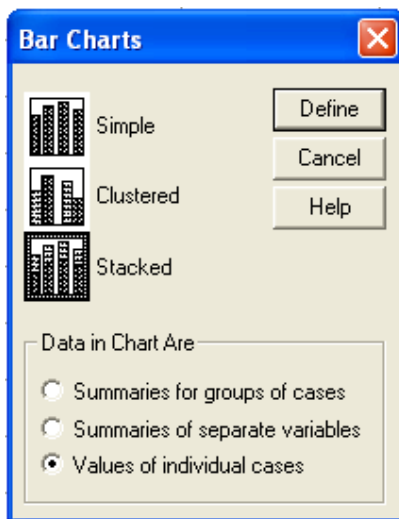 Bar Charts
Simple
Clustered
Stacked
Define
Cancel
Help
Data in Chart Are
Summaries for groups of cases
Summaries of separate variables
Values of individual cases